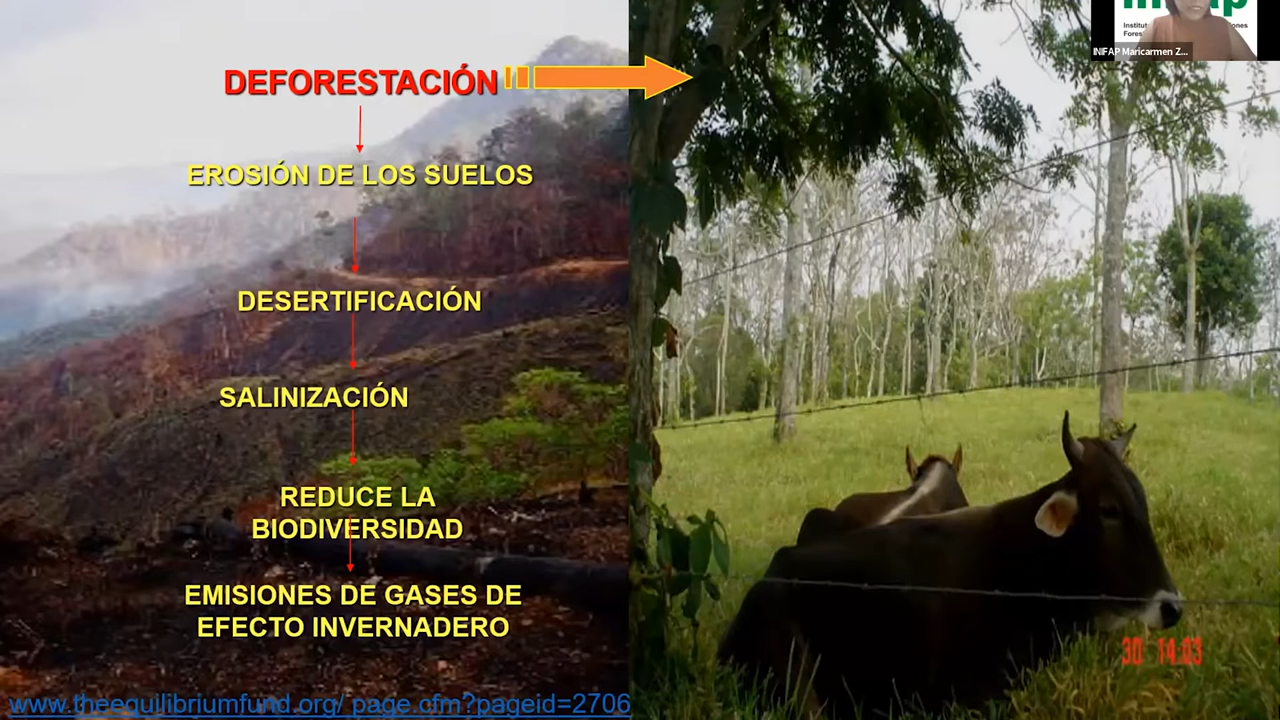 DEFORESTACIÓN
EROSIÓN DE LOS SUELOS
DESERTIFICACIÓN
SALINIZACIÓN
REDUCE LA
BIODIVERSIDAD
EMISIONES DE GASES DE
EFECTO INVERNADERO
www.theequilibriumfund.org/ page.cfm?pageid=2706
INIFAP Maricarmen Z...
30 14:03